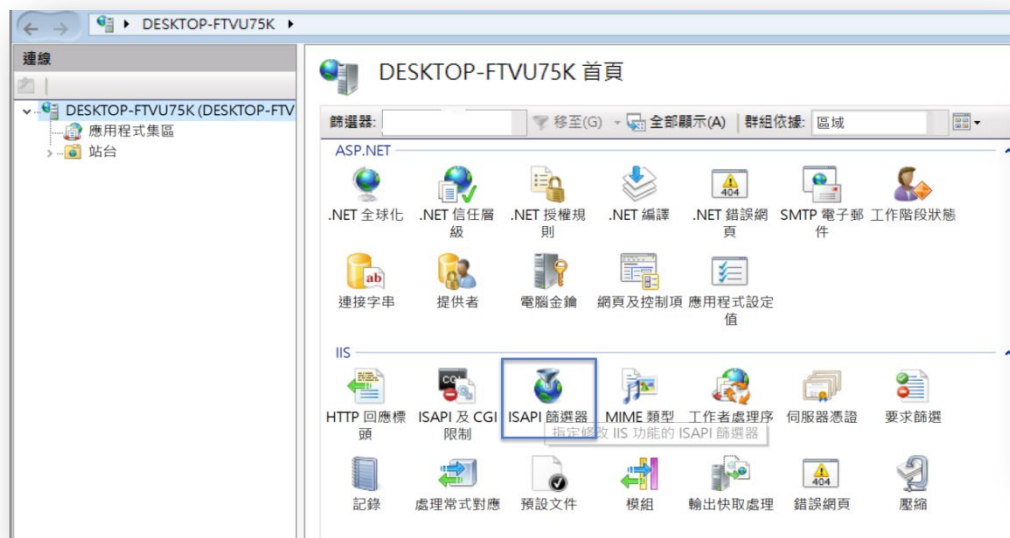 DESKTOP-FTVU75K
連線
DESKTOP-FTVU75K (DESKTOP-FTV
應用程式集區
站台
DESKTOP-FTVU75K 首頁
篩選器: 移至(G) 全部顯示(A) 群組依據: 區域
ASP.NET
.NET 全球化 .NET 信任層級 .NET 授權規則 .NET 編譯 .NET 錯誤網頁 SMTP 電子郵件 工作階段狀態
連接字串 提供者 電腦金鑰 網頁及控制項 應用程式設定值
IIS
HTTP 回應標頭 ISAPI 及 CGI 限制 ISAPI 篩選器 MIME 類型 工作者處理序 伺服器憑證 要求篩選
指定修改 IIS 功能的 ISAPI 篩選器
記錄 處理常式對應 預設文件 模組 輸出快取處理 錯誤網頁 壓縮